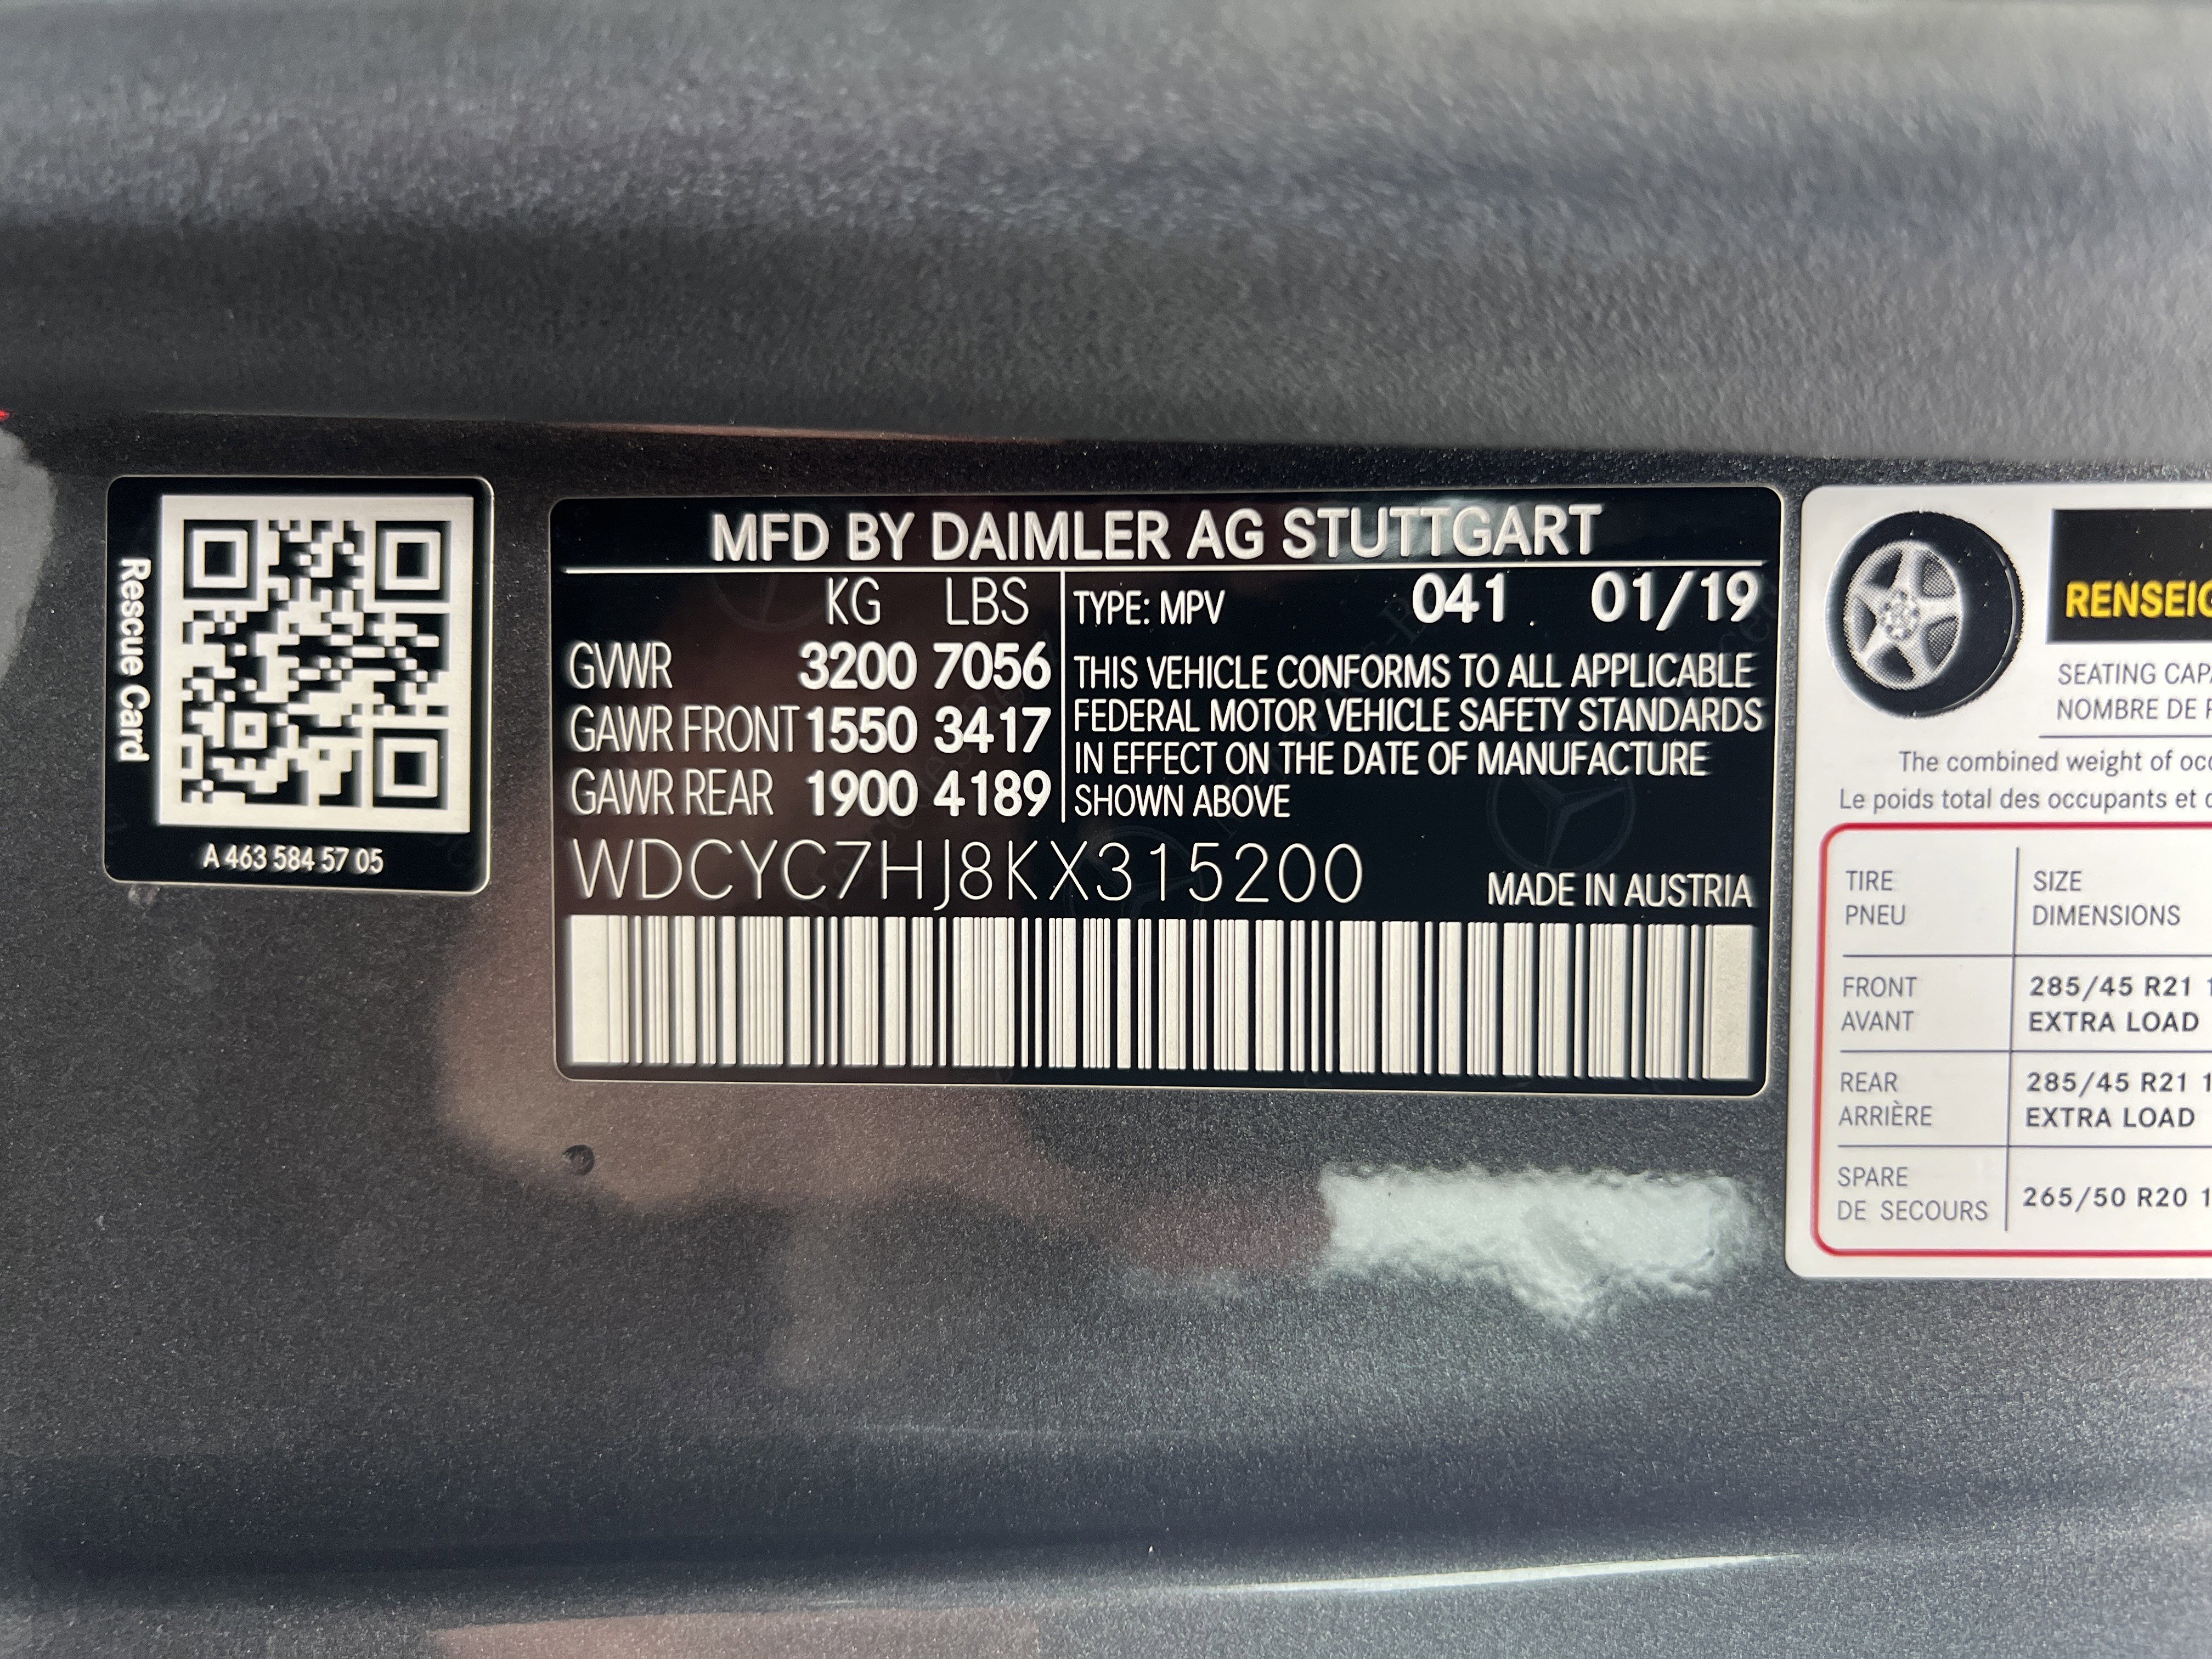 Rescue Card
A 463 584 57 05
MFD BY DAIMLER AG STUTTGART
KG LBS
GVWR 3200 7056
GAWR FRONT 1550 3417
GAWR REAR 1900 4189
TYPE: MPV 041 01/19
THIS VEHICLE CONFORMS TO ALL APPLICABLE
FEDERAL MOTOR VEHICLE SAFETY STANDARDS
IN EFFECT ON THE DATE OF MANUFACTURE
SHOWN ABOVE
WDCYC7HJ8KX315200
MADE IN AUSTRIA
RENSEIG
SEATING CAPA
NOMBRE DE P
The combined weight of occ
Le poids total des occupants et d
TIRE SIZE
PNEU DIMENSIONS
FRONT 285/45 R21 1
AVANT EXTRA LOAD
REAR 285/45 R21 1
ARRIÈRE EXTRA LOAD
SPARE
DE SECOURS 265/50 R20 1